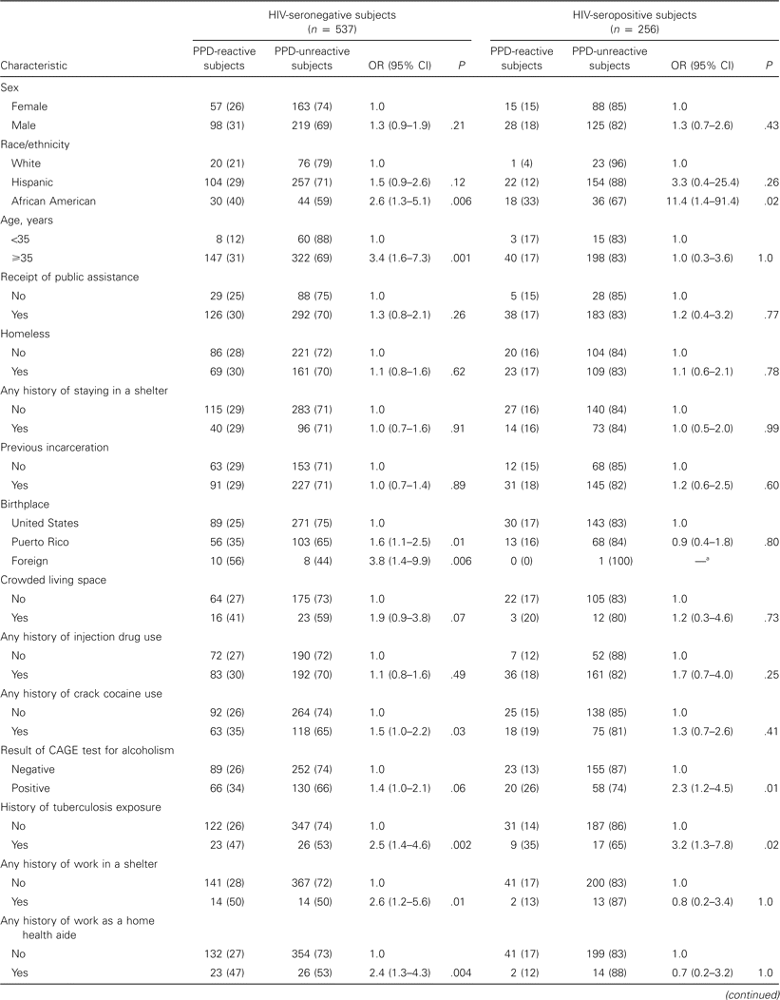 HIV-seronegative subjects HIV-seropositive subjects
(n = 537) (n = 256)
PPD-reactive PPD-unreactive PPD-reactive PPD-unreactive
Characteristic subjects subjects OR (95% CI) P subjects subjects OR (95% CI) P
Sex
Female 57 (26) 163 (74) 1.0 15 (15) 88 (85) 1.0
Male 98 (31) 219 (69) 1.3 (0.9–1.9) .21 28 (18) 125 (82) 1.3 (0.7–2.6) .43
Race/ethnicity
White 20 (21) 76 (79) 1.0 1 (4) 23 (96) 1.0
Hispanic 104 (29) 257 (71) 1.5 (0.9–2.6) .12 22 (12) 154 (88) 3.3 (0.4–25.4) .26
African American 30 (40) 44 (59) 2.6 (1.3–5.1) .006 18 (33) 36 (67) 11.4 (1.4–91.4) .02
Age, years
<35 8 (12) 60 (88) 1.0 3 (17) 15 (83) 1.0
⩾35 147 (31) 322 (69) 3.4 (1.6–7.3) .001 40 (17) 198 (83) 1.0 (0.3–3.6) 1.0
Receipt of public assistance
No 29 (25) 88 (75) 1.0 5 (15) 28 (85) 1.0
Yes 126 (30) 292 (70) 1.3 (0.8–2.1) .26 38 (17) 183 (83) 1.2 (0.4–3.2) .77
Homeless
No 86 (28) 221 (72) 1.0 20 (16) 104 (84) 1.0
Yes 69 (30) 161 (70) 1.1 (0.8–1.6) .62 23 (17) 109 (83) 1.1 (0.6–2.1) .78
Any history of staying in a shelter
No 115 (29) 283 (71) 1.0 27 (16) 140 (84) 1.0
Yes 40 (29) 96 (71) 1.0 (0.7–1.6) .91 14 (16) 73 (84) 1.0 (0.5–2.0) .99
Previous incarceration
No 63 (29) 153 (71) 1.0 12 (15) 68 (85) 1.0
Yes 91 (29) 227 (71) 1.0 (0.7–1.4) .89 31 (18) 145 (82) 1.2 (0.6–2.5) .60
Birthplace
United States 89 (25) 271 (75) 1.0 30 (17) 143 (83) 1.0
Puerto Rico 56 (35) 103 (65) 1.6 (1.1–2.5) .01 13 (16) 68 (84) 0.9 (0.4–1.8) .80
Foreign 10 (56) 8 (44) 3.8 (1.4–9.9) .006 0 (0) 1 (100) —a
Crowded living space
No 64 (27) 175 (73) 1.0 22 (17) 105 (83) 1.0
Yes 16 (41) 23 (59) 1.9 (0.9–3.8) .07 3 (20) 12 (80) 1.2 (0.3–4.6) .73
Any history of injection drug use
No 72 (27) 190 (72) 1.0 7 (12) 52 (88) 1.0
Yes 83 (30) 192 (70) 1.1 (0.8–1.6) .49 36 (18) 161 (82) 1.7 (0.7–4.0) .25
Any history of crack cocaine use
No 92 (26) 264 (74) 1.0 25 (15) 138 (85) 1.0
Yes 63 (35) 118 (65) 1.5 (1.0–2.2) .03 18 (19) 75 (81) 1.3 (0.7–2.6) .41
Result of CAGE test for alcoholism
Negative 89 (26) 252 (74) 1.0 23 (13) 155 (87) 1.0
Positive 66 (34) 130 (66) 1.4 (1.0–2.1) .06 20 (26) 58 (74) 2.3 (1.2–4.5) .01
History of tuberculosis exposure
No 122 (26) 347 (74) 1.0 31 (14) 187 (86) 1.0
Yes 23 (47) 26 (53) 2.5 (1.4–4.6) .002 9 (35) 17 (65) 3.2 (1.3–7.8) .02
Any history of work in a shelter
No 141 (28) 367 (72) 1.0 41 (17) 200 (83) 1.0
Yes 14 (50) 14 (50) 2.6 (1.2–5.6) .01 2 (13) 13 (87) 0.8 (0.2–3.4) 1.0
Any history of work as a home
health aide
No 132 (27) 354 (73) 1.0 41 (17) 199 (83) 1.0
Yes 23 (47) 26 (53) 2.4 (1.3–4.3) .004 2 (12) 14 (88) 0.7 (0.2–3.2) 1.0
(continued)